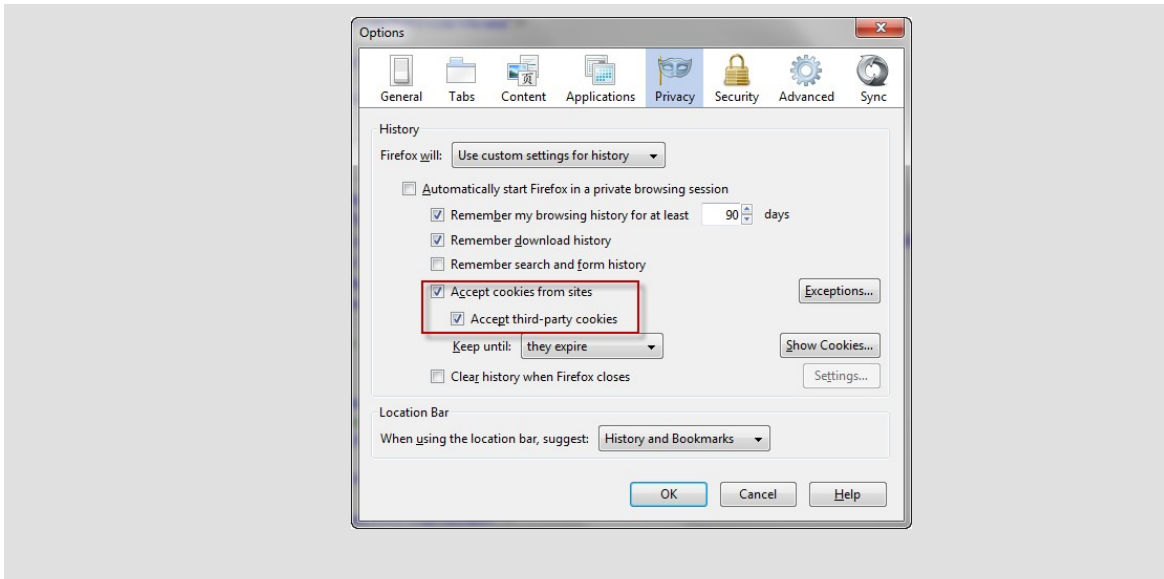 Options
General Tabs Content Applications Privacy Security Advanced Sync
页
History
Firefox will: Use custom settings for history
Automatically start Firefox in a private browsing session
Remember my browsing history for at least 90 days
Remember download history
Remember search and form history
Accept cookies from sites Exceptions...
Accept third-party cookies
Keep until: they expire Show Cookies...
Clear history when Firefox closes Settings...
Location Bar
When using the location bar, suggest: History and Bookmarks
OK Cancel Help